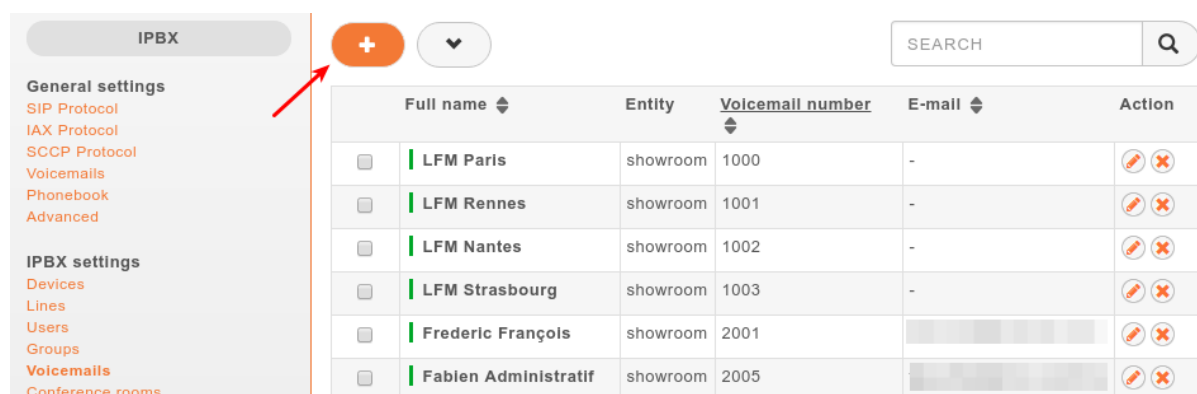 IPBX
General settings
SIP Protocol
IAX Protocol
SCCP Protocol
Voicemails
Phonebook
Advanced
IPBX settings
Devices
Lines
Users
Groups
Voicemails
Conference rooms
SEARCH
Full name Entity Voicemail number E-mail Action
LFM Paris showroom 1000 -
LFM Rennes showroom 1001 -
LFM Nantes showroom 1002 -
LFM Strasbourg showroom 1003 -
Frederic François showroom 2001
Fabien Administratif showroom 2005